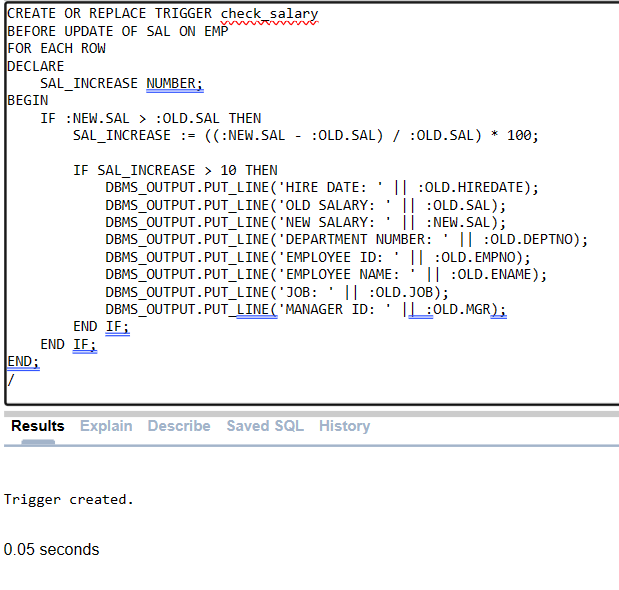 CREATE OR REPLACE TRIGGER check_salary
BEFORE UPDATE OF SAL ON EMP
FOR EACH ROW
DECLARE
    SAL_INCREASE NUMBER;
BEGIN
    IF :NEW.SAL > :OLD.SAL THEN
        SAL_INCREASE := ((:NEW.SAL - :OLD.SAL) / :OLD.SAL) * 100;

        IF SAL_INCREASE > 10 THEN
            DBMS_OUTPUT.PUT_LINE('HIRE DATE: ' || :OLD.HIREDATE);
            DBMS_OUTPUT.PUT_LINE('OLD SALARY: ' || :OLD.SAL);
            DBMS_OUTPUT.PUT_LINE('NEW SALARY: ' || :NEW.SAL);
            DBMS_OUTPUT.PUT_LINE('DEPARTMENT NUMBER: ' || :OLD.DEPTNO);
            DBMS_OUTPUT.PUT_LINE('EMPLOYEE ID: ' || :OLD.EMPNO);
            DBMS_OUTPUT.PUT_LINE('EMPLOYEE NAME: ' || :OLD.ENAME);
            DBMS_OUTPUT.PUT_LINE('JOB: ' || :OLD.JOB);
            DBMS_OUTPUT.PUT_LINE('MANAGER ID: ' || :OLD.MGR);
        END IF;
    END IF;
END;
/
Results Explain Describe Saved SQL History
Trigger created.
0.05 seconds